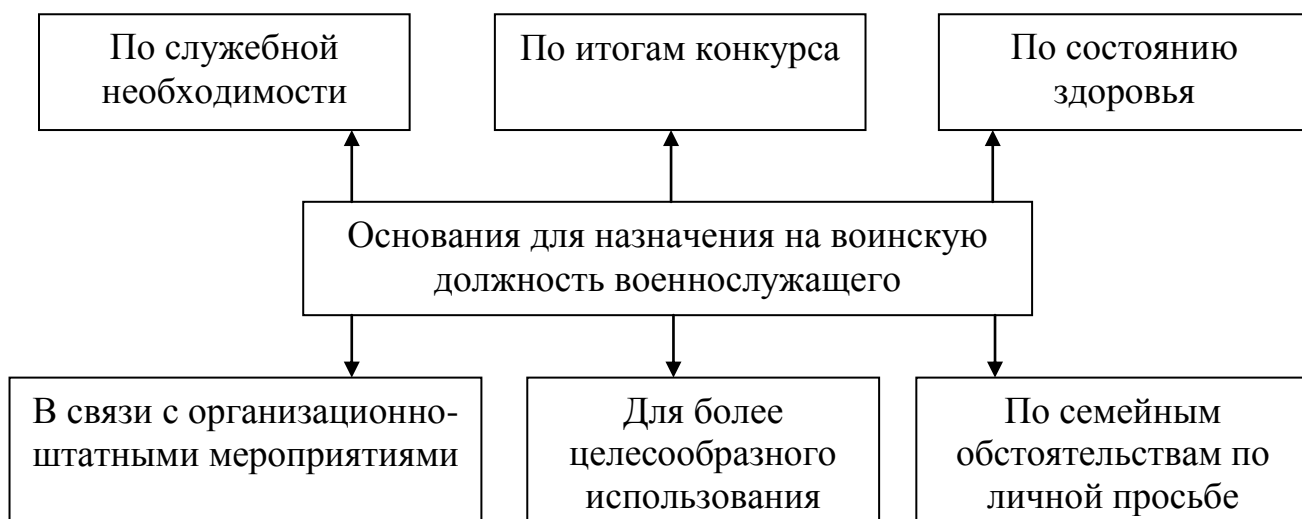 По служебной
необходимости
По итогам конкурса
По состоянию
здоровья
Основания для назначения на воинскую
должность военнослужащего
В связи с организационно-
штатными мероприятиями
Для более
целесообразного
использования
По семейным
обстоятельствам по
личной просьбе